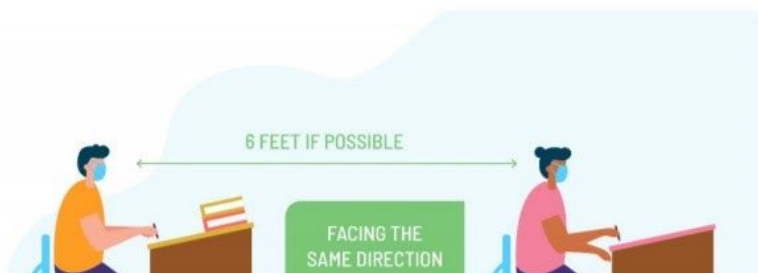 6 FEET IF POSSIBLE
FACING THE
SAME DIRECTION